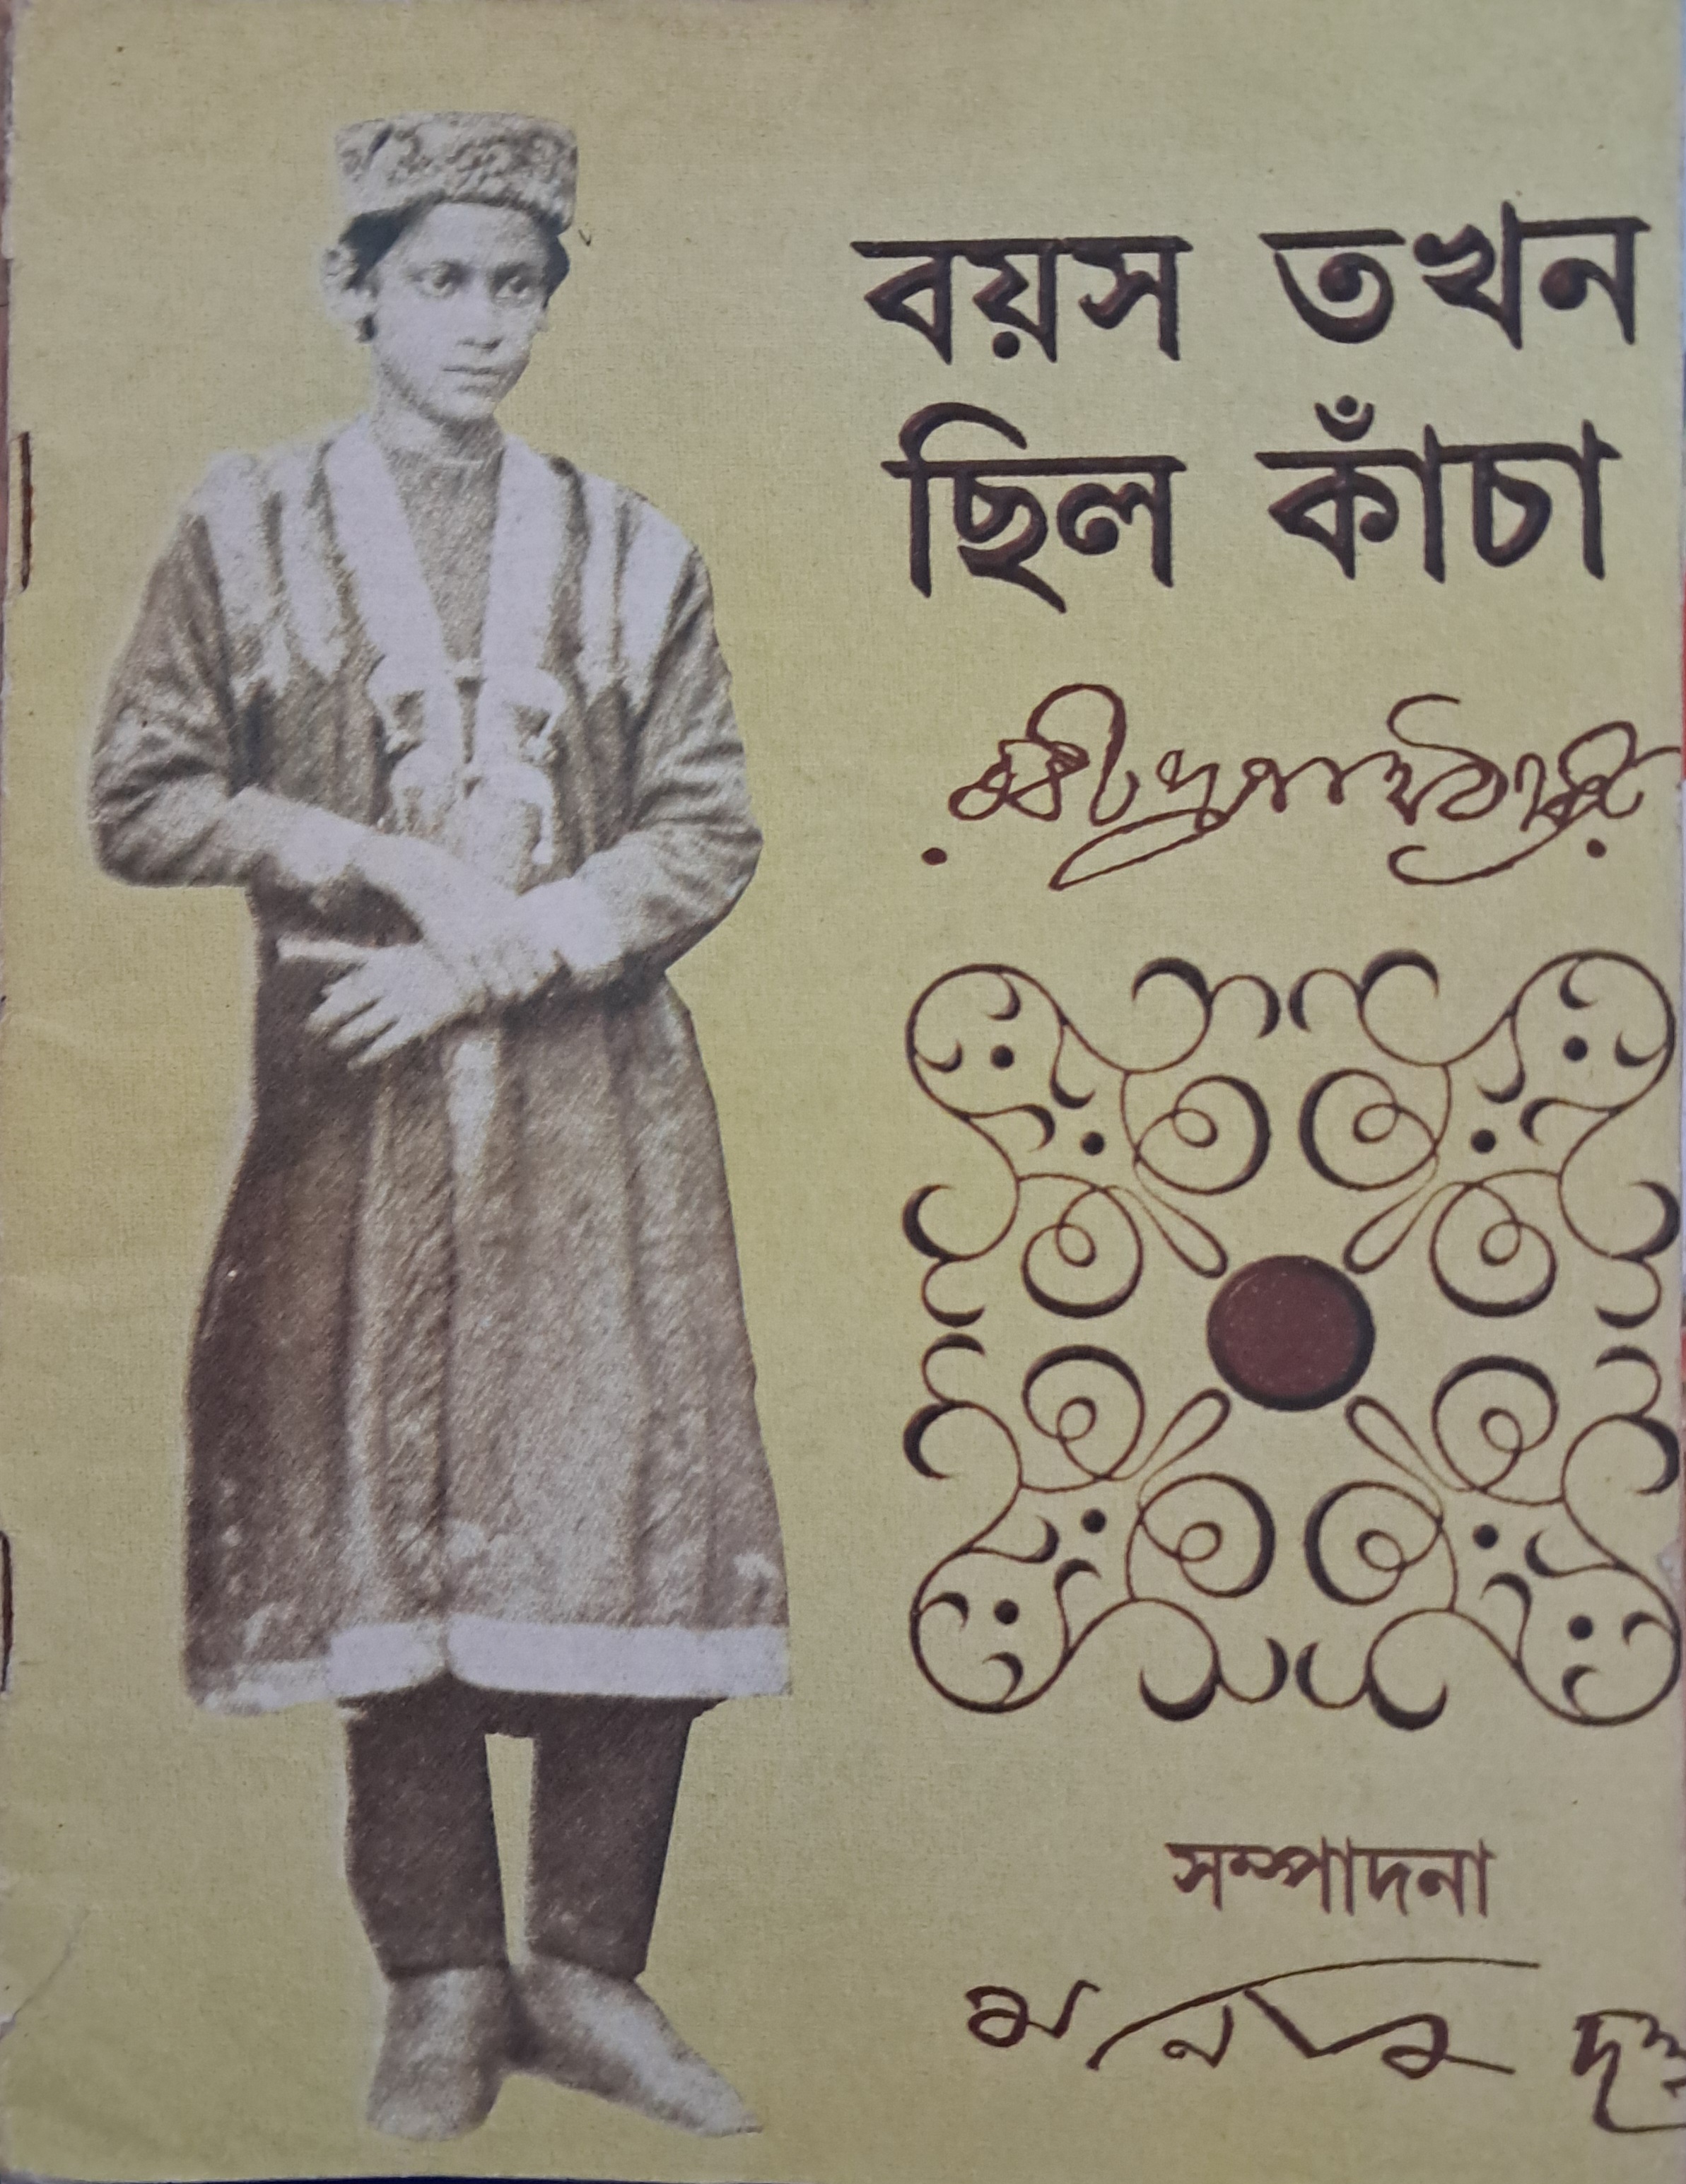 বয়স তখন
ছিল কাঁচা
রবীন্দ্রনাথ ঠাকুর
সম্পাদনা